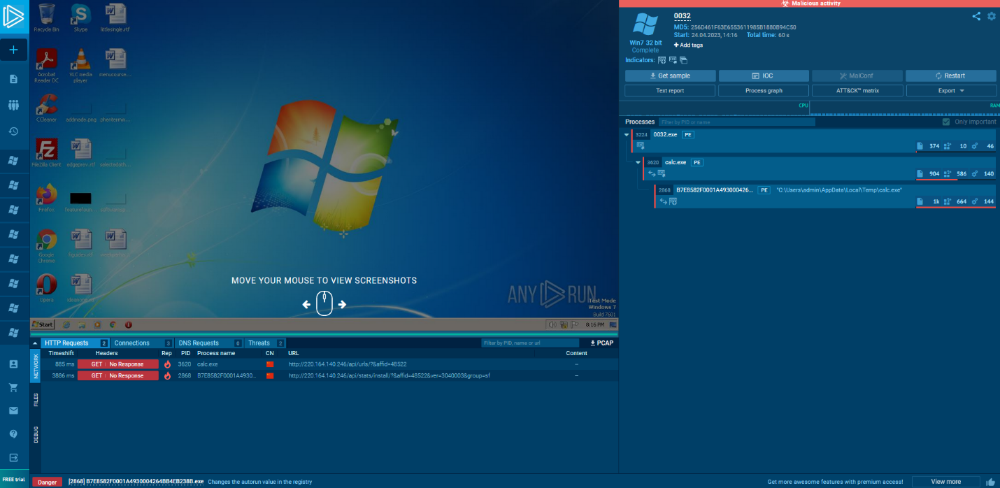 Malicious activity
0032
MD5: 256D461F63E6553611985B1880B94C50
Start: 24.04.2023, 14:16 Total time: 60 s
+ Add tags
Win7 32 bit
Complete
Indicators:
Get sample IOC MalConf Restart
Text report Process graph ATT&CK™ matrix Export
CPU RAM
Processes Filter by PID or name Only important
3224 0032.exe PE
374 10 46
3620 calc.exe PE
904 586 140
2868 B7E8582F0001A493000426... PE "C:\Users\admin\AppData\Local\Temp\calc.exe"
1k 664 144
Recycle Bin Skype littlesingle.rtf
Acrobat Reader DC VLC media player menucourse...
CCleaner addmade.png phentermin...
FileZilla Client edgeprev.rtf selectedoth...
Firefox featurefaun... softwareop...
Google Chrome figuides.rtf
Opera ideanang.rtf
MOVE YOUR MOUSE TO VIEW SCREENSHOTS
ANY RUN
Test Mode
Windows 7
Build 7601
Start 8:16 PM
HTTP Requests 2 Connections 3 DNS Requests 0 Threats 2 Filter by PID, name or url PCAP
Timeshift Headers Rep PID Process name CN URL Content
885 ms GET | No Response 3620 calc.exe http://220.164.140.246/api/urls/?&affid=48522 –
3886 ms GET | No Response 2868 B7E8582F0001A4930... http://220.164.140.246/api/stats/install/?&affid=48522&ver=3040003&group=sf –
NETWORK
FILES
DEBUG
FREE trial
Danger [2868] B7E8582F0001A4930004264BB4EB238B.exe Changes the autorun value in the registry
Get more awesome features with premium access! View more